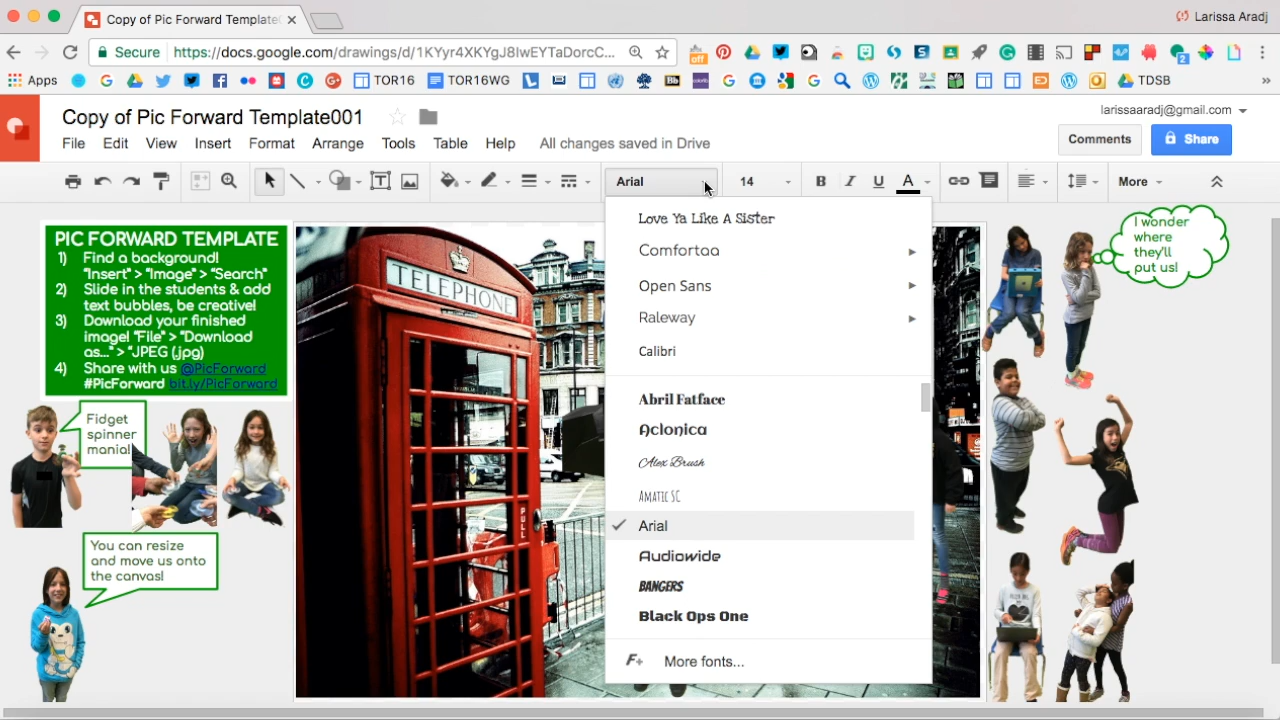 Copy of Pic Forward Template
Larissa Aradj
Secure https://docs.google.com/drawings/d/1KYyr4XKYgJ8lwEYTaDorcC...
off
2
Apps
TOR16
TOR16WG
Bb
TDSB
Copy of Pic Forward Template001
larissaaradj@gmail.com
File Edit View Insert Format Arrange Tools Table Help All changes saved in Drive
Comments
Share
Arial 14 B I U A More
PIC FORWARD TEMPLATE
1) Find a background!
"Insert" > "Image" > "Search"
2) Slide in the students & add
text bubbles, be creative!
3) Download your finished
image! "File" > "Download
as..." > "JPEG (.jpg)
4) Share with us @PicForward
#PicForward bit.ly/PicForward
Fidget
spinner
mania!
You can resize
and move us onto
the canvas!
TELEPHONE
PULL
Love Ya Like A Sister
Comfortaa
Open Sans
Raleway
Calibri
Abril Fatface
Aclonica
Alex Brush
Amatic SC
Arial
Audiowide
Bangers
Black Ops One
More fonts...
I wonder
where
they'll
put us!